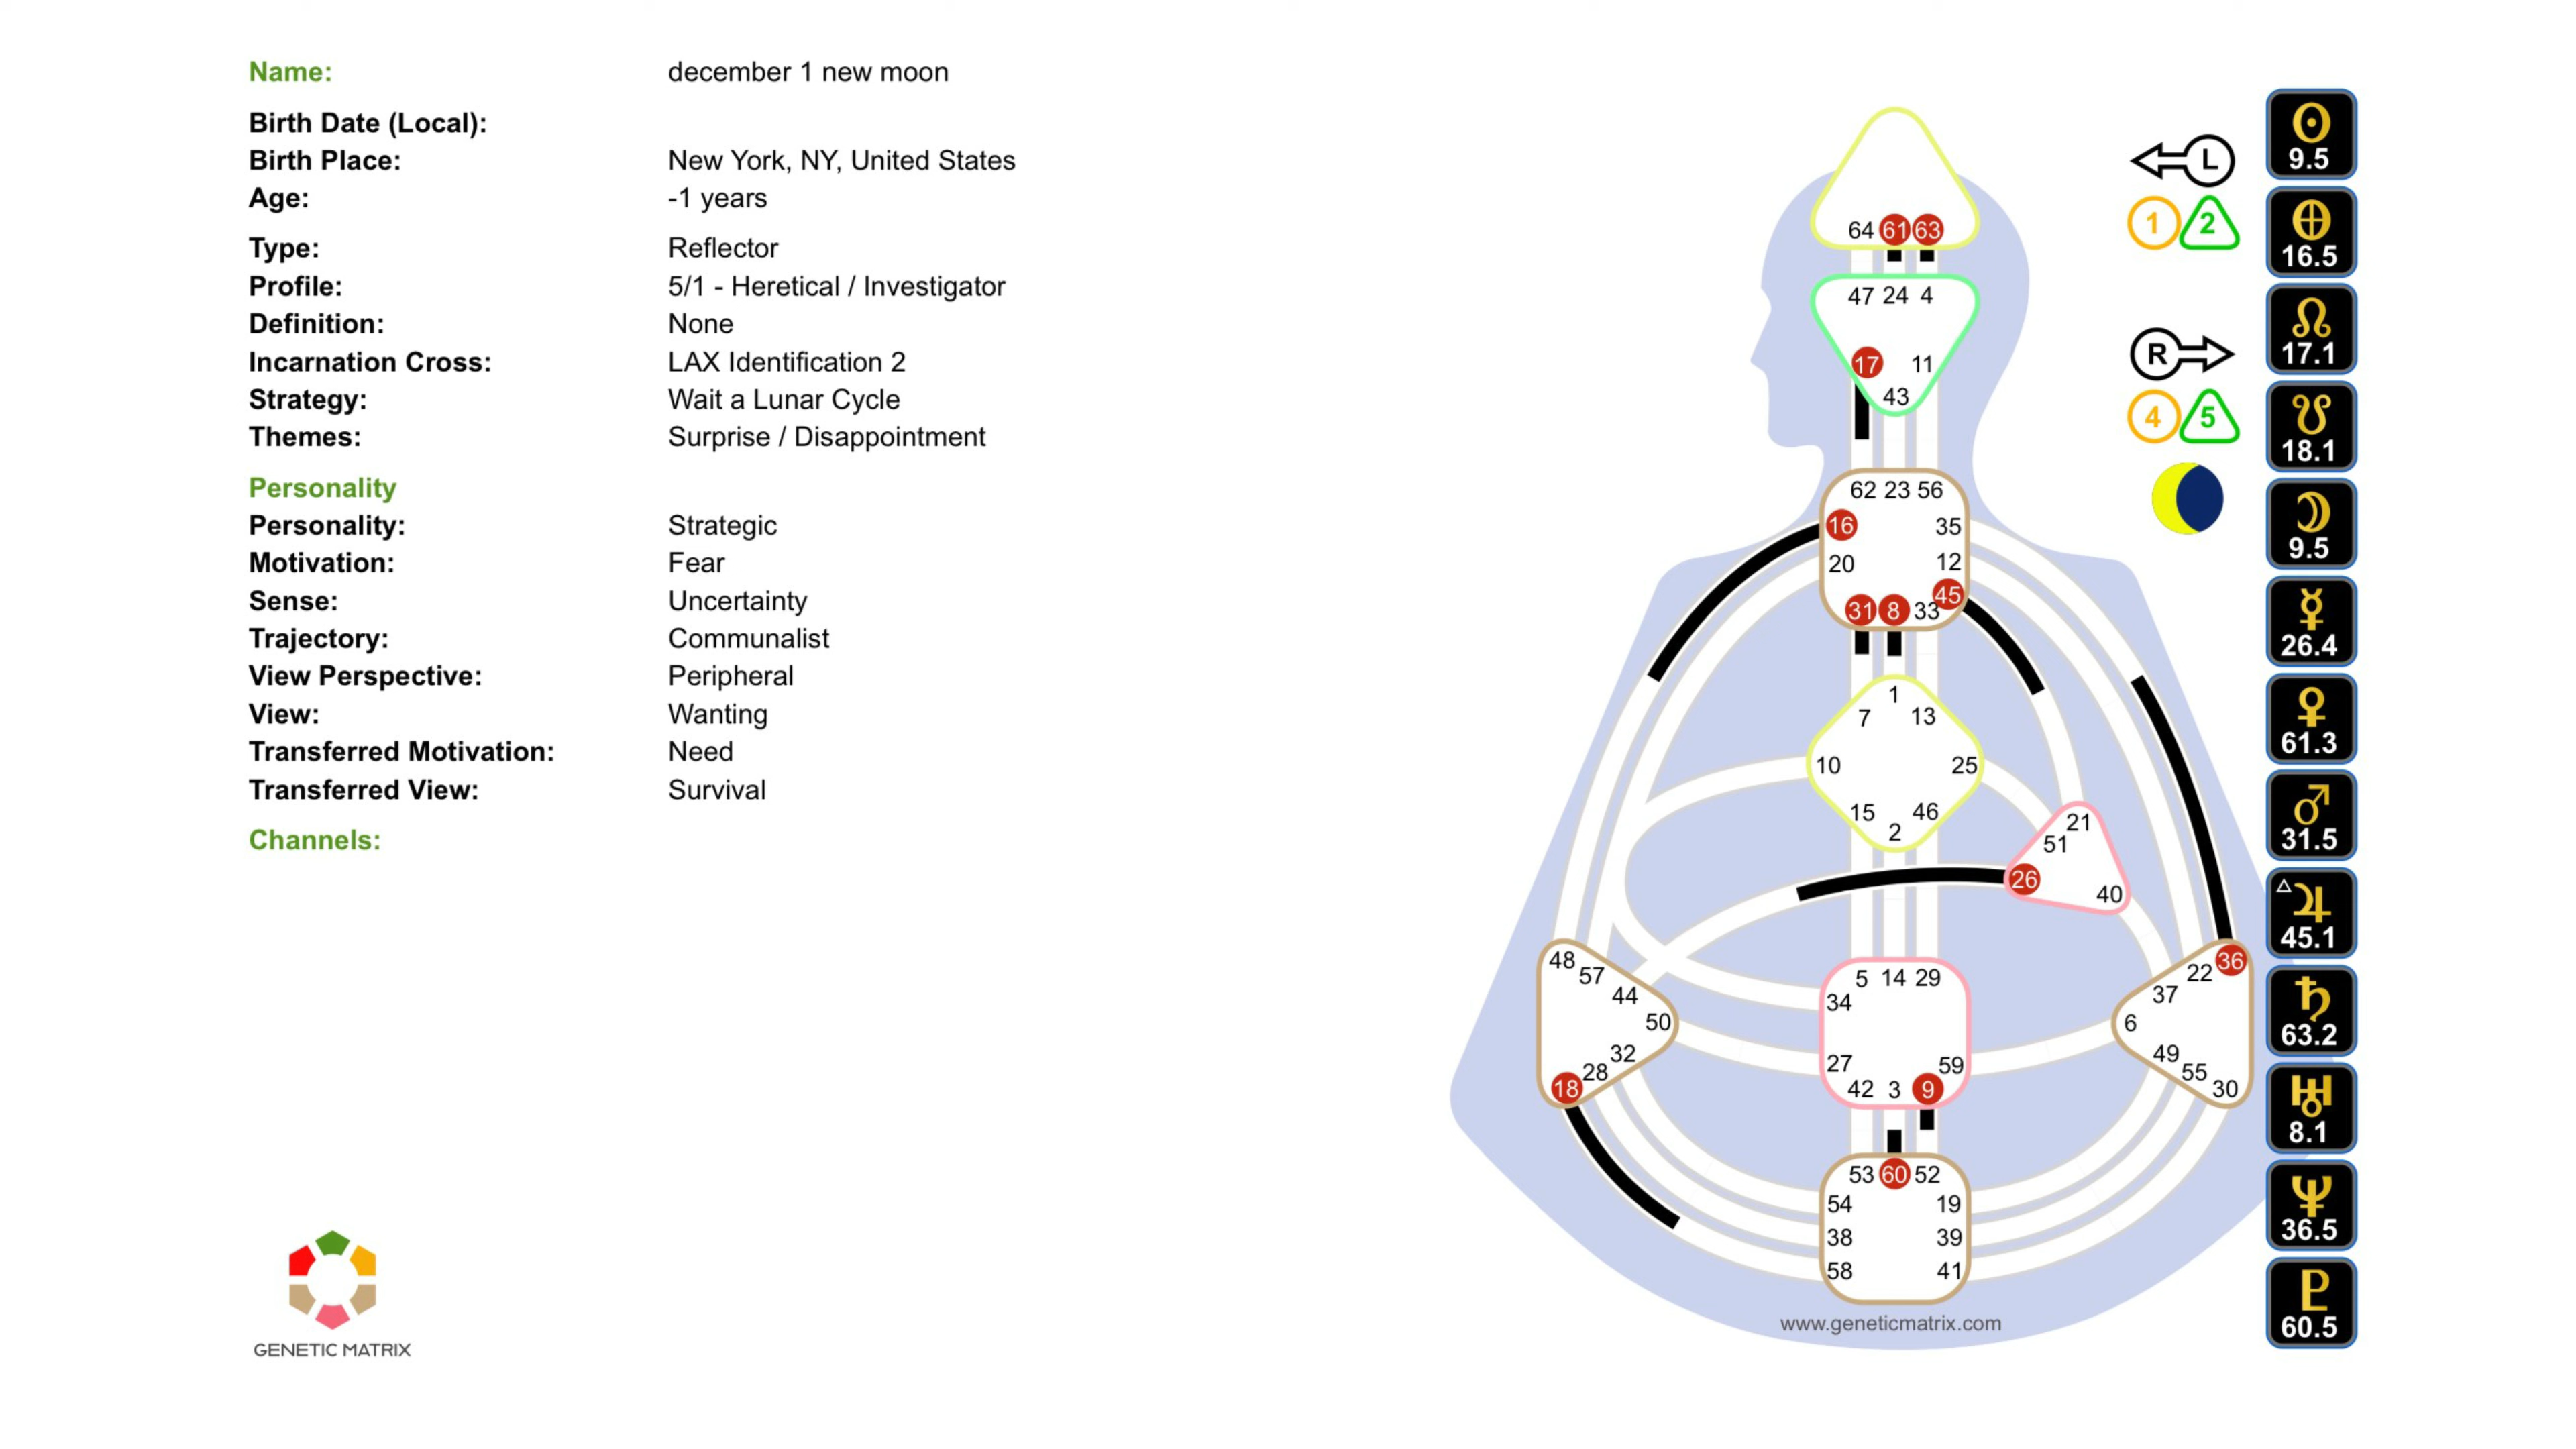 Name: december 1 new moon
Birth Date (Local):
Birth Place: New York, NY, United States
Age: -1 years
Type: Reflector
Profile: 5/1 - Heretical / Investigator
Definition: None
Incarnation Cross: LAX Identification 2
Strategy: Wait a Lunar Cycle
Themes: Surprise / Disappointment
Personality
Personality: Strategic
Motivation: Fear
Sense: Uncertainty
Trajectory: Communalist
View Perspective: Peripheral
View: Wanting
Transferred Motivation: Need
Transferred View: Survival
Channels:
GENETIC MATRIX
64 61 63
47 24 4
17 11
43
62 23 56
16 35
20 12
45
31 8 33
1
7 13
10 25
15 46
2
21
51
26 40
48
57
44
50
32
28
18
5 14 29
34
27 59
42 3 9
36
22
37
6
49
55
30
53 60 52
54 19
38 39
58 41
www.geneticmatrix.com
L
1 2
R
4 5
9.5
16.5
17.1
18.1
9.5
26.4
61.3
31.5
45.1
63.2
8.1
36.5
60.5